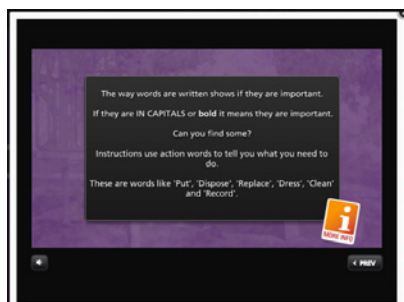 The way words are written shows if they are important.
If they are IN CAPITALS or bold it means they are important.
Can you find some?
Instructions use action words to tell you what you need to
do.
These are words like 'Put', 'Dispose', 'Replace', 'Dress', 'Clean'
and 'Record'.
i
MORE INFO
PREV